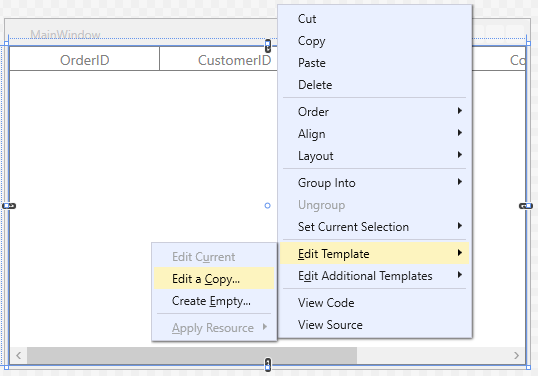 MainWindow
OrderID
CustomerID
Co
Cut
Copy
Paste
Delete
Order
Align
Layout
Group Into
Ungroup
Set Current Selection
Edit Template
Edit Additional Templates
View Code
View Source
Edit Current
Edit a Copy...
Create Empty...
Apply Resource